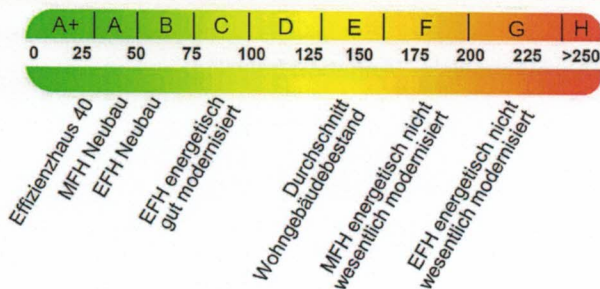 A+ A B C D E F G H
0 25 50 75 100 125 150 175 200 225 >250
Effizienzhaus 40
MFH Neubau
EFH Neubau
EFH energetisch
gut modernisiert
Durchschnitt
Wohngebäudebestand
MFH energetisch nicht
wesentlich modernisiert
EFH energetisch nicht
wesentlich modernisiert